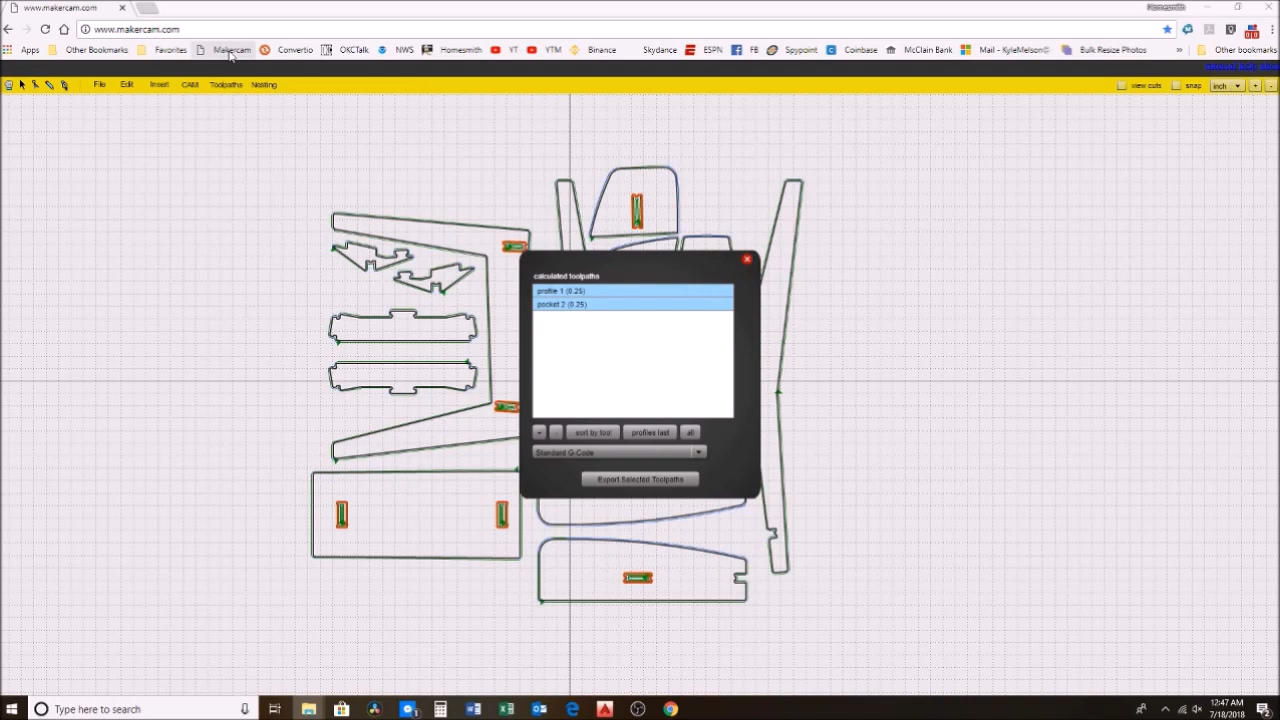 www.makercam.com
Homesmith
www.makercam.com
Apps Other Bookmarks Favorites Makercam Convertio OKCTalk NWS Homesmith YT YTM Binance Skydance ESPN FB Spypoint Coinbase McClain Bank Mail - KyleMelson© Bulk Resize Photos » Other bookmarks
File Edit Insert CAM Toolpaths Nesting view cuts snap inch + -
calculated toolpaths
profile 1 (0.25)
pocket 2 (0.25)
sort by tool profiles last all
Standard G-Code
Export Selected Toolpaths
Type here to search
12:47 AM
7/18/2018